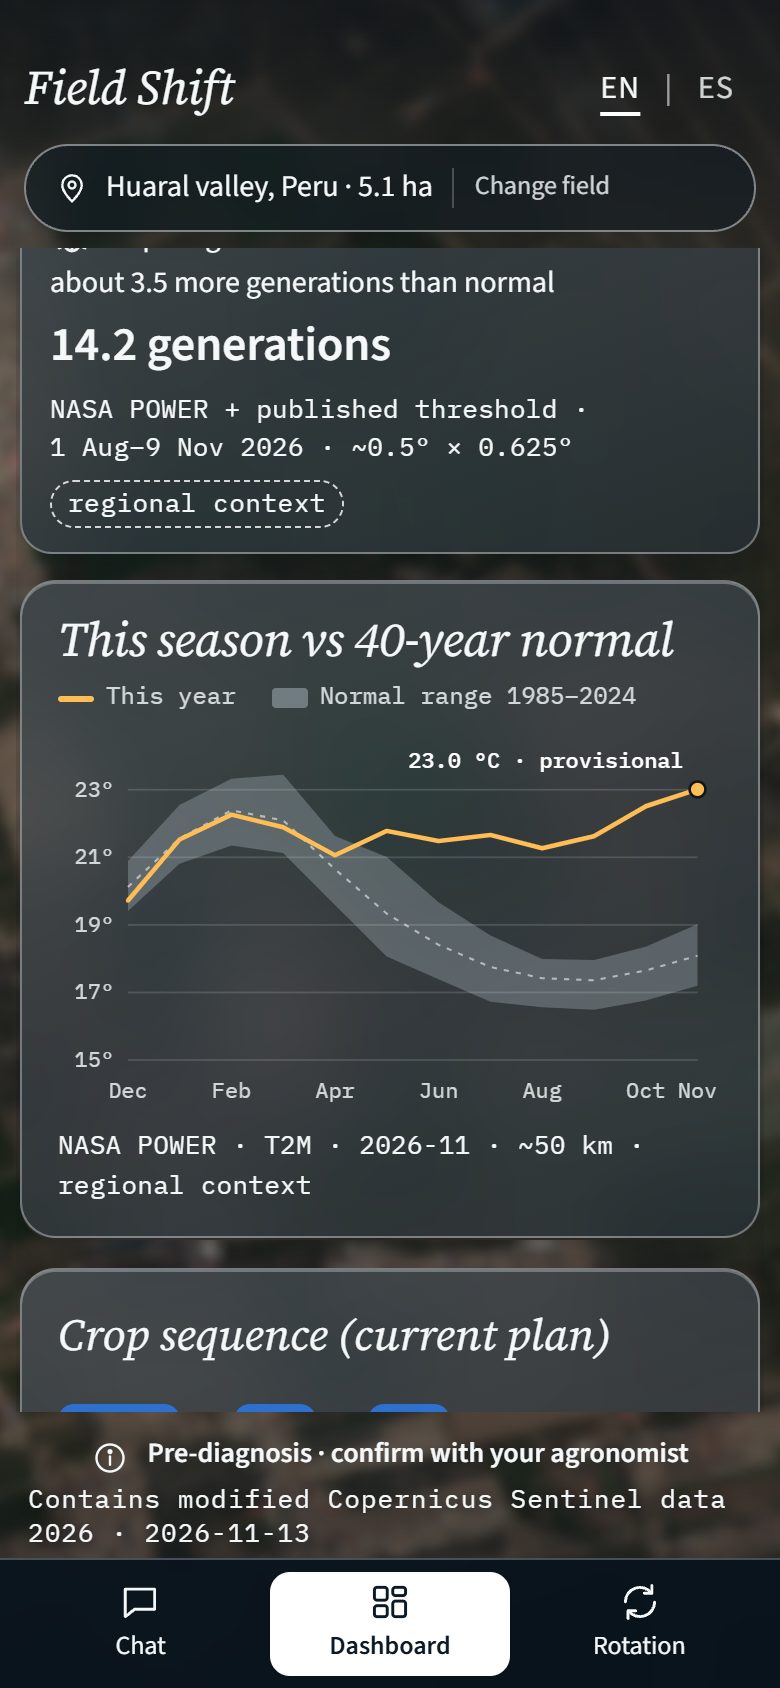 Field Shift
EN | ES
Huaral valley, Peru · 5.1 ha | Change field
about 3.5 more generations than normal
14.2 generations
NASA POWER + published threshold ·
1 Aug–9 Nov 2026 · ~0.5° × 0.625°
regional context
This season vs 40-year normal
This year Normal range 1985–2024
23.0 °C · provisional
23°
21°
19°
17°
15°
Dec Feb Apr Jun Aug Oct Nov
NASA POWER · T2M · 2026-11 · ~50 km ·
regional context
Crop sequence (current plan)
Pre-diagnosis · confirm with your agronomist
Contains modified Copernicus Sentinel data
2026 · 2026-11-13
Chat Dashboard Rotation